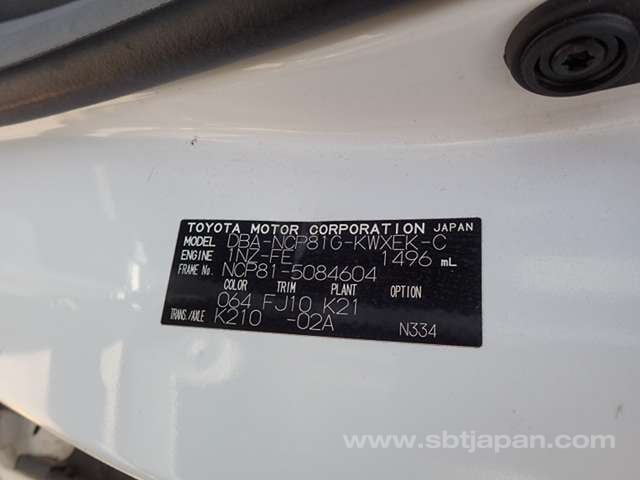 TOYOTA MOTOR CORPORATION JAPAN
MODEL DBA-NCP81G-KWXEK-C
ENGINE 1NZ-FE 1496 mL
FRAME No. NCP81-5084604
COLOR TRIM PLANT OPTION
064 FJ10 K21
TRANS./AXLE K210 -02A N334
www.sbtjapan.com